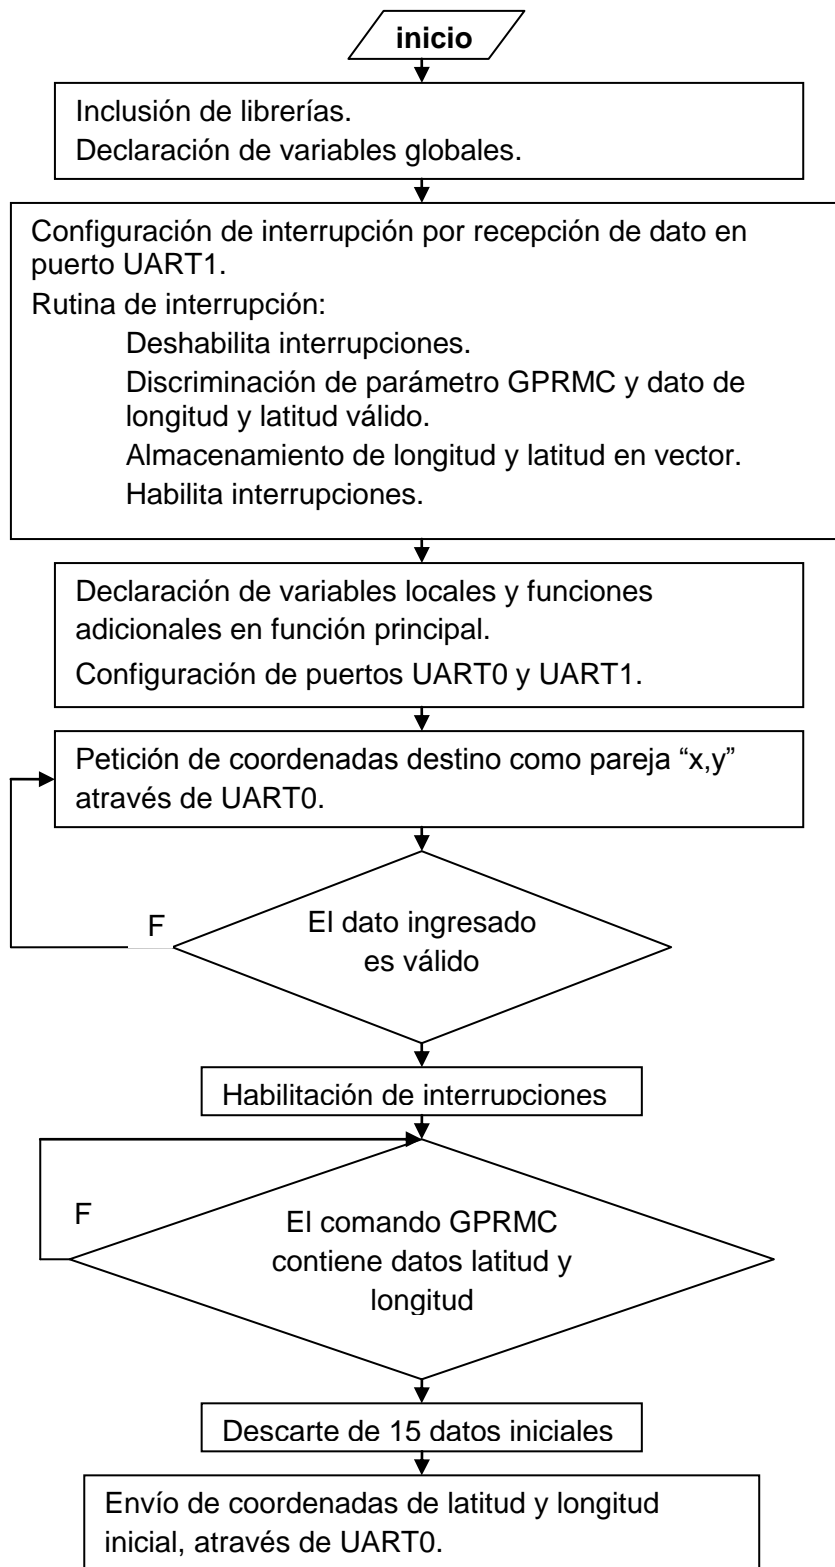 inicio
Inclusión de librerías.
Declaración de variables globales.
Configuración de interrupción por recepción de dato en
puerto UART1.
Rutina de interrupción:
Deshabilita interrupciones.
Discriminación de parámetro GPRMC y dato de
longitud y latitud válido.
Almacenamiento de longitud y latitud en vector.
Habilita interrupciones.
Declaración de variables locales y funciones
adicionales en función principal.
Configuración de puertos UART0 y UART1.
Petición de coordenadas destino como pareja “x,y”
através de UART0.
F
El dato ingresado
es válido
Habilitación de interrupciones
F
El comando GPRMC
contiene datos latitud y
longitud
Descarte de 15 datos iniciales
Envío de coordenadas de latitud y longitud
inicial, através de UART0.